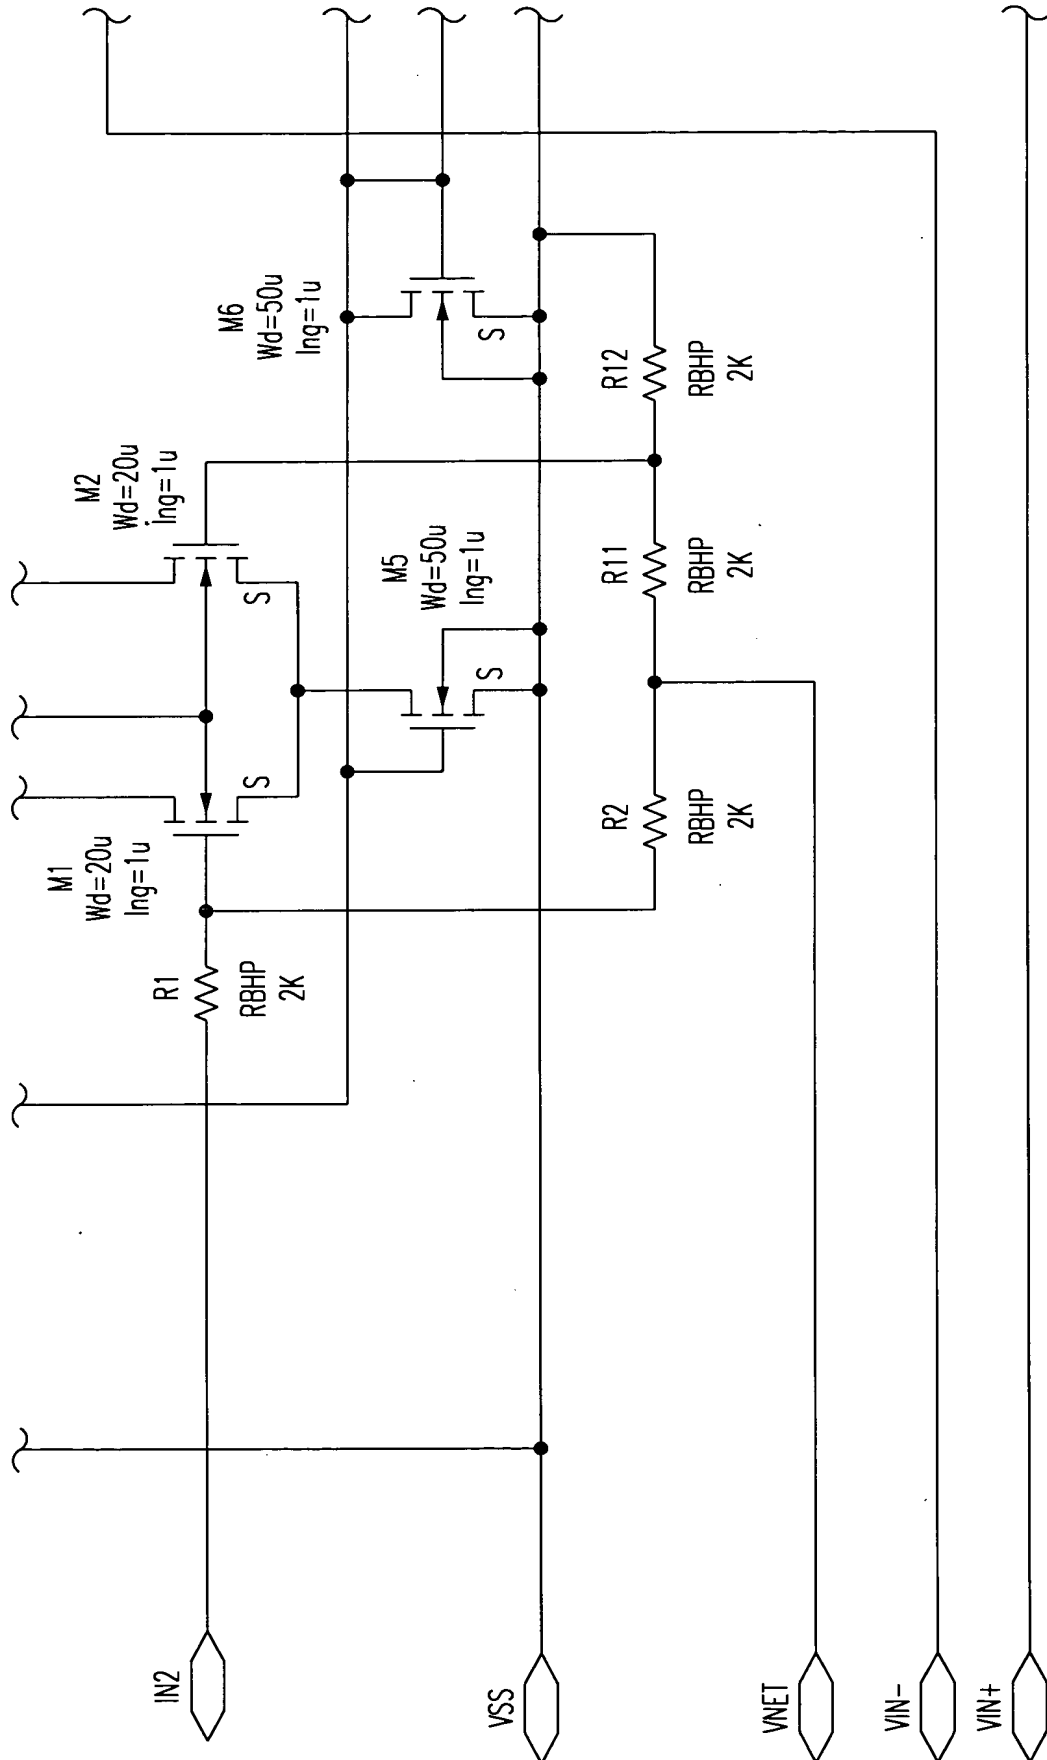 M1
Wd=20u
lng=1u
M2
Wd=20u
lng=1u
IN2
R1
RBHP
2K
S
S
M6
Wd=50u
lng=1u
M5
Wd=50u
lng=1u
S
S
VSS
R2
RBHP
2K
R11
RBHP
2K
R12
RBHP
2K
VNET
VIN-
VIN+